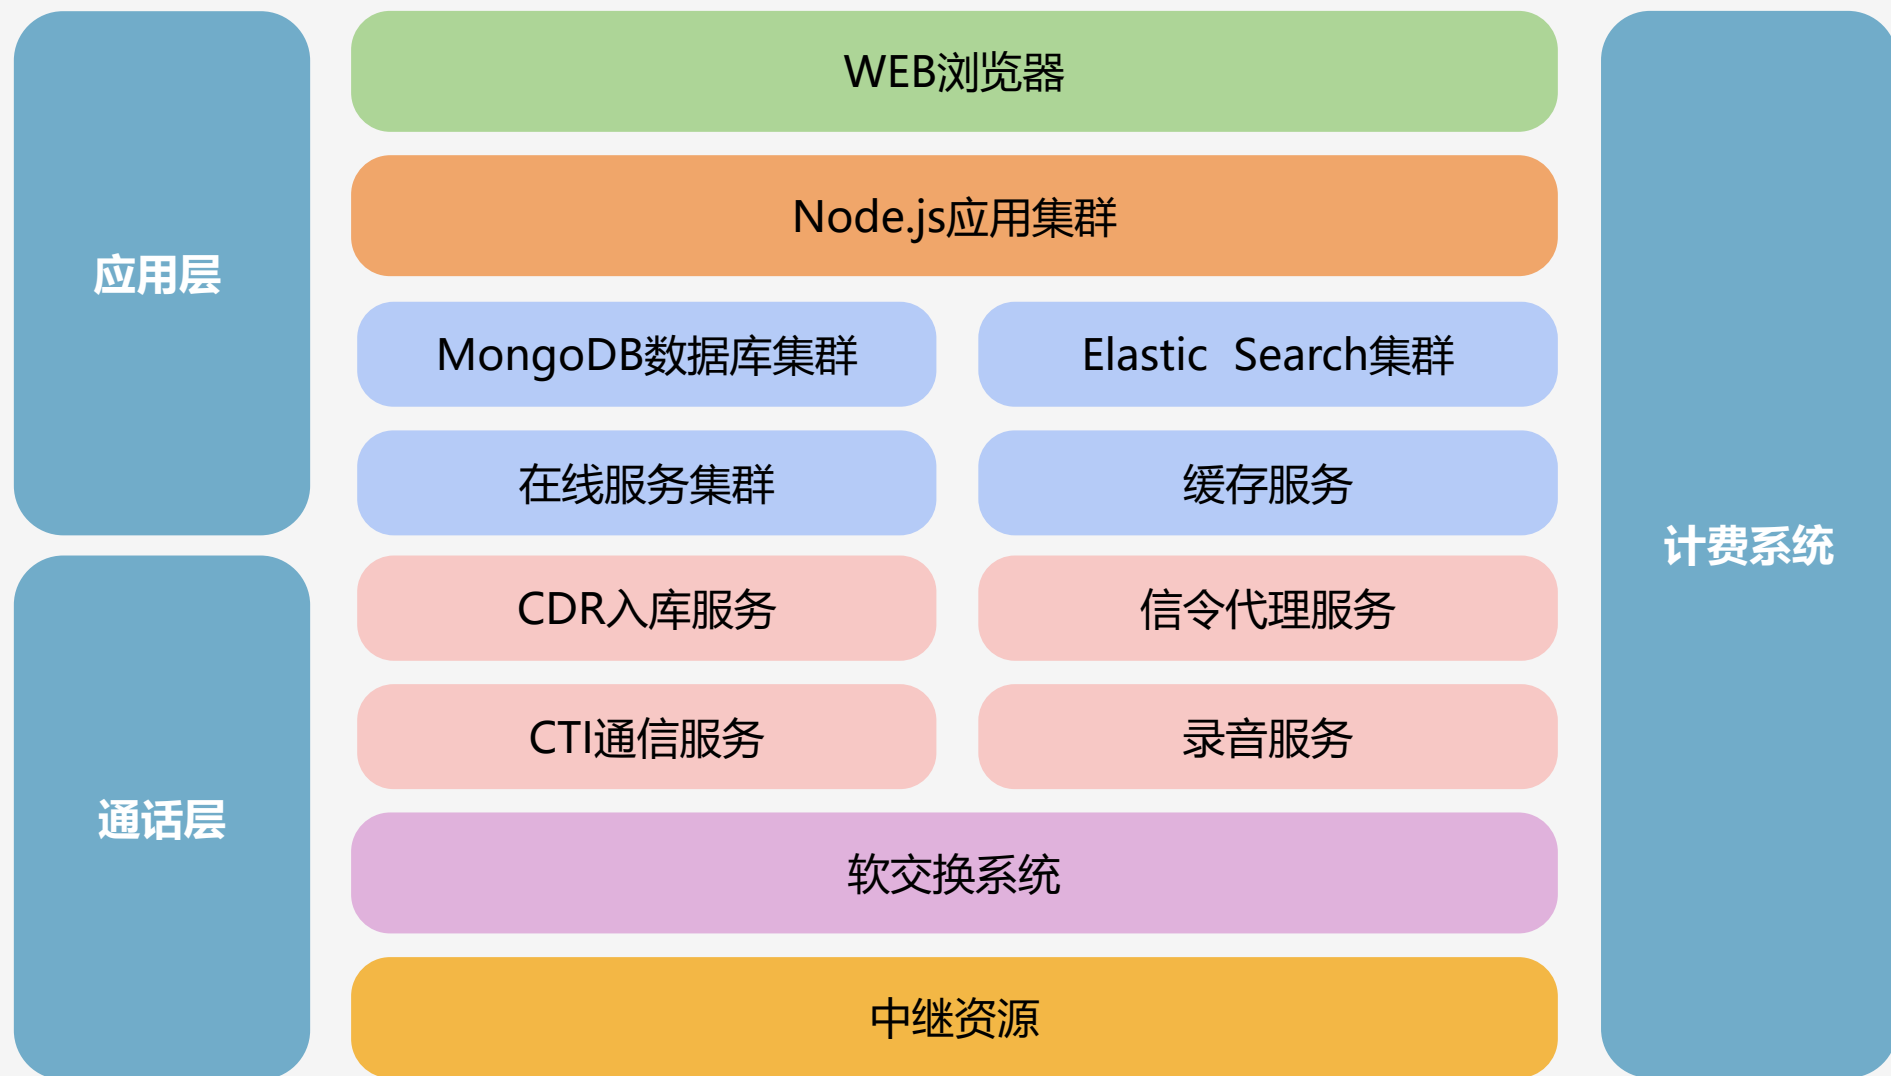 WEB浏览器
Node.js应用集群
应用层
MongoDB数据库集群
Elastic Search集群
在线服务集群
缓存服务
计费系统
CDR入库服务
信令代理服务
CTI通信服务
录音服务
通话层
软交换系统
中继资源